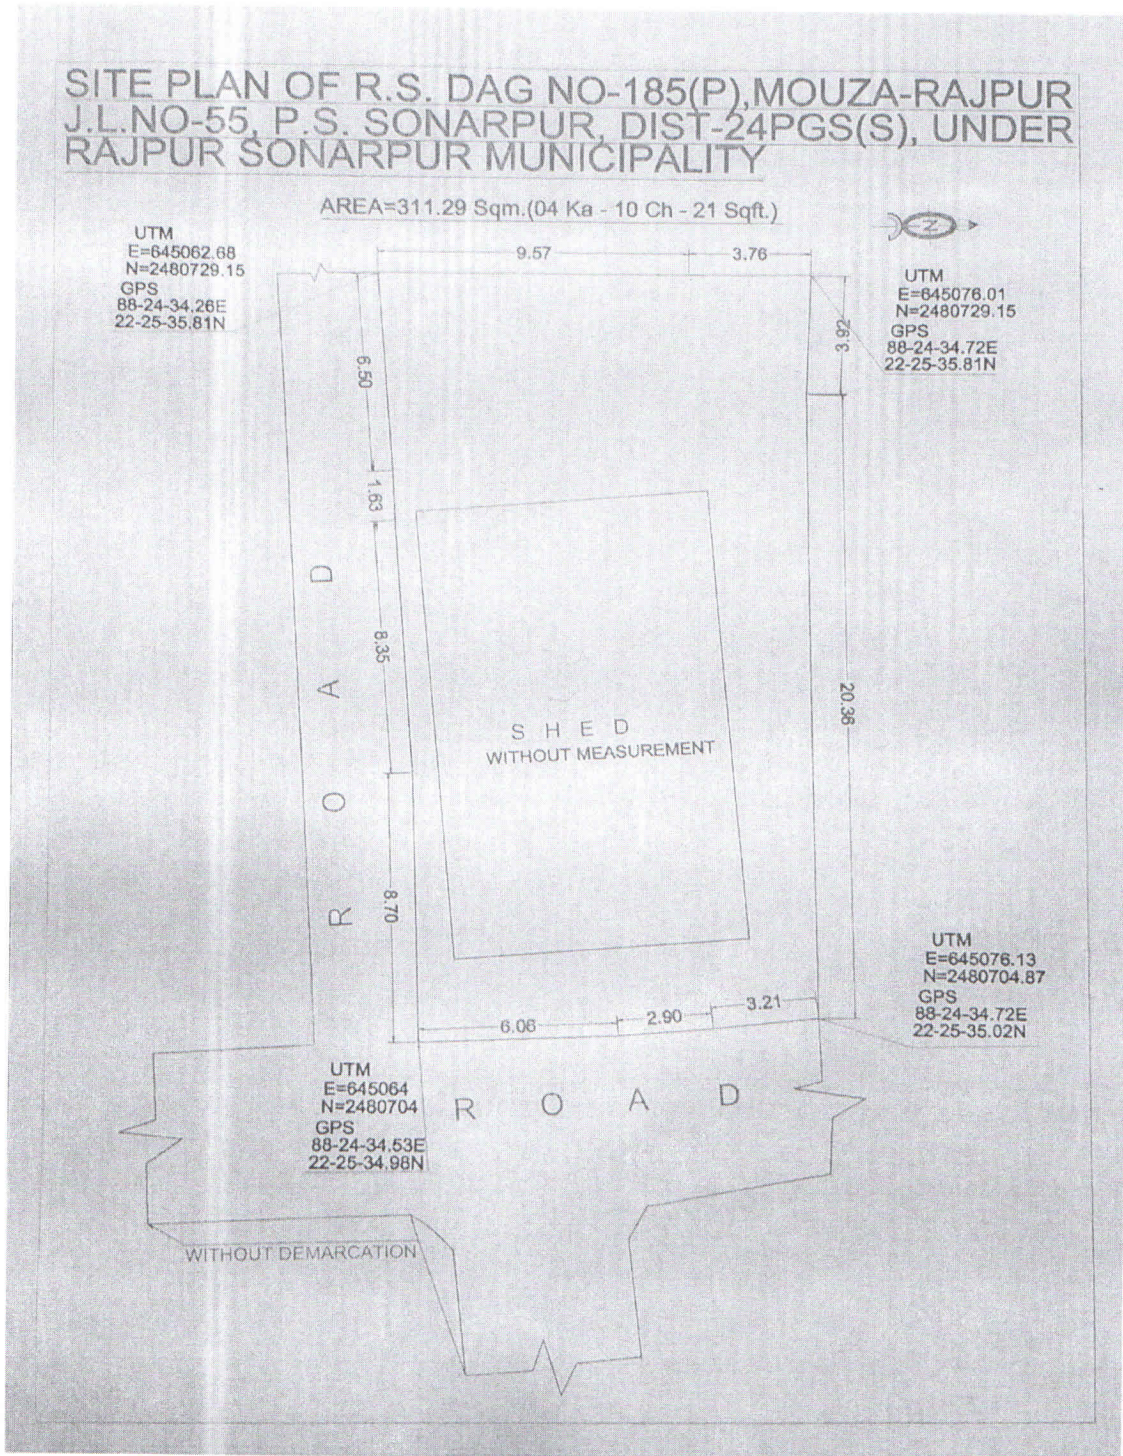 SITE PLAN OF R.S. DAG NO-185(P),MOUZA-RAJPUR
J.L.NO-55, P.S. SONARPUR, DIST-24PGS(S), UNDER
RAJPUR SONARPUR MUNICIPALITY
AREA=311.29 Sqm.(04 Ka - 10 Ch - 21 Sqft.)
N
UTM
E=645062.68
N=2480729.15
GPS
88-24-34.26E
22-25-35.81N
9.57
3.76
UTM
E=645076.01
N=2480729.15
GPS
88-24-34.72E
22-25-35.81N
3.92
6.50
1.63
8.35
8.70
ROAD
SHED
WITHOUT MEASUREMENT
20.36
UTM
E=645076.13
N=2480704.87
GPS
88-24-34.72E
22-25-35.02N
6.06
2.90
3.21
UTM
E=645064
N=2480704
GPS
88-24-34.53E
22-25-34.98N
ROAD
WITHOUT DEMARCATION